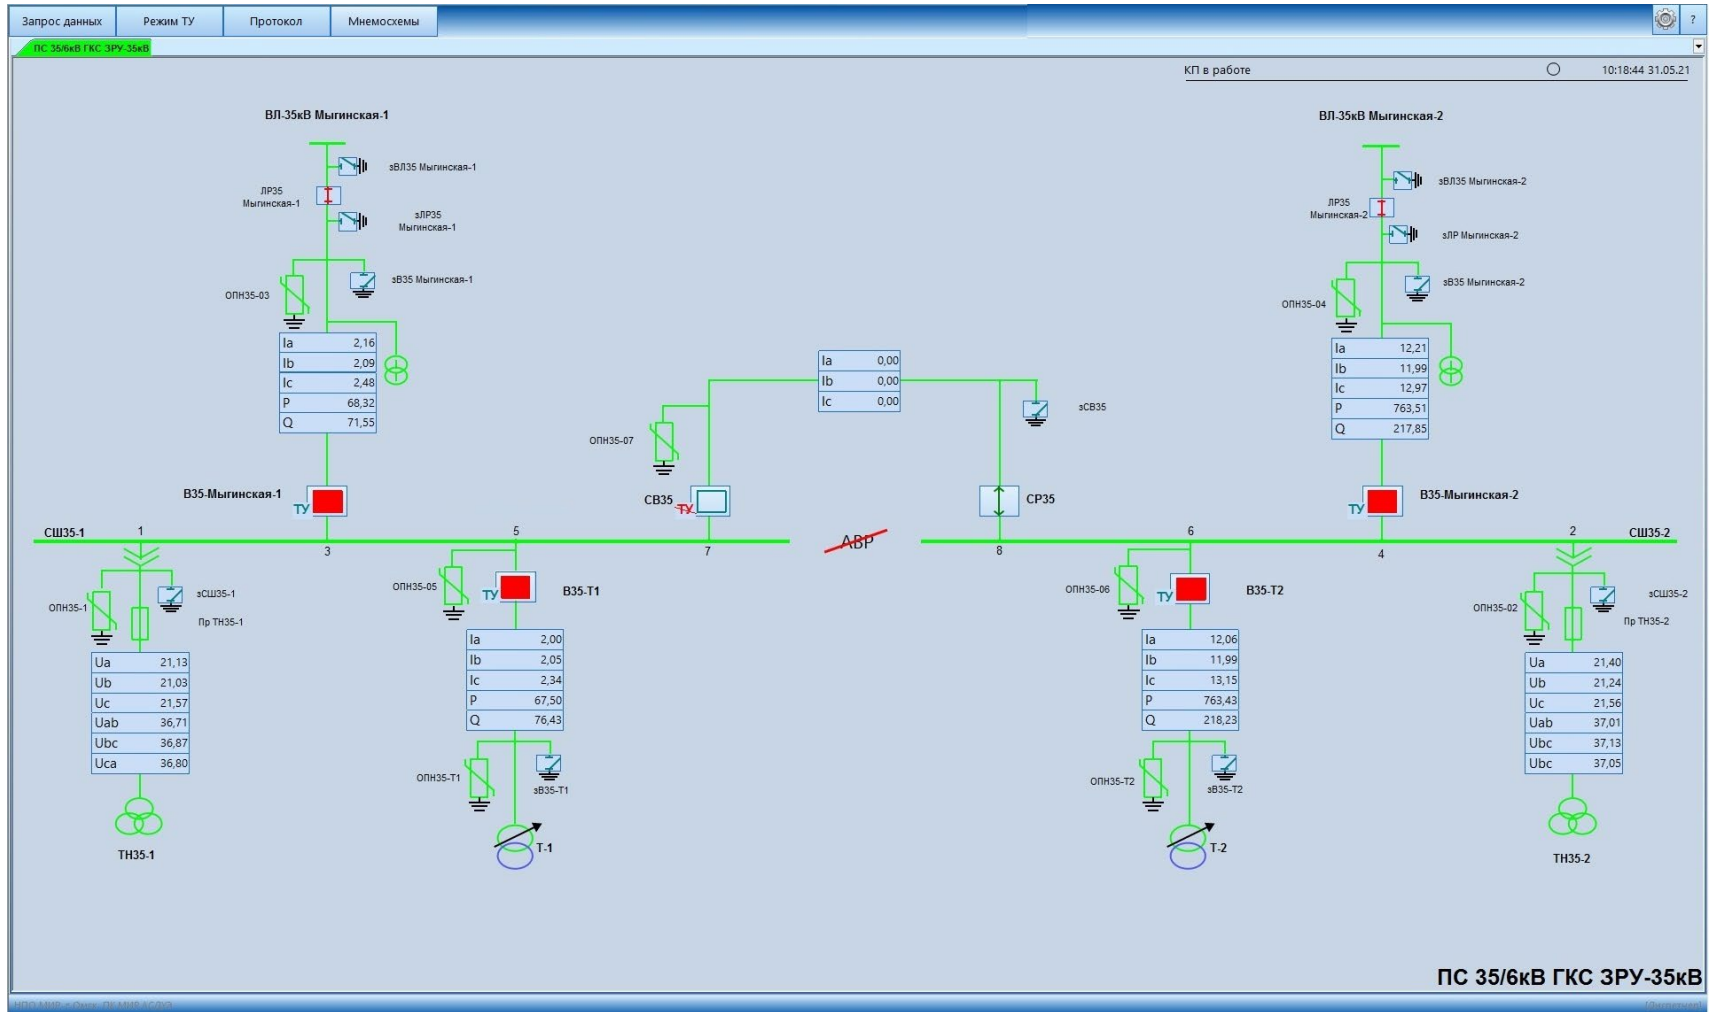 Запрос данных
Режим ТУ
Протокол
Мнемосхемы
?
ПС 35/6кВ ГКС ЗРУ-35кВ
КП в работе
10:18:44 31.05.21
ВЛ-35кВ Мыгинская-1
зВЛ35 Мыгинская-1
ЛР35
Мыгинская-1
зЛР35
Мыгинская-1
зВ35 Мыгинская-1
ОПН35-03
Ia 2,16
Ib 2,09
Ic 2,48
P 68,32
Q 71,55
В35-Мыгинская-1
ТУ
ВЛ-35кВ Мыгинская-2
зВЛ35 Мыгинская-2
ЛР35
Мыгинская-2
зЛР Мыгинская-2
зВ35 Мыгинская-2
ОПН35-04
Ia 12,21
Ib 11,99
Ic 12,97
P 763,51
Q 217,85
В35-Мыгинская-2
ТУ
Ia 0,00
Ib 0,00
Ic 0,00
ОПН35-07
зСВ35
СВ35
ТУ
СР35
АВР
СШ35-1
1
3
5
7
8
6
4
2
СШ35-2
ОПН35-1
зСШ35-1
Пр ТН35-1
Ua 21,13
Ub 21,03
Uc 21,57
Uab 36,71
Ubc 36,87
Uca 36,80
ТН35-1
ОПН35-05
ТУ
В35-Т1
Ia 2,00
Ib 2,05
Ic 2,34
P 67,50
Q 76,43
ОПН35-Т1
зВ35-Т1
Т-1
ОПН35-06
ТУ
В35-Т2
Ia 12,06
Ib 11,99
Ic 13,15
P 763,43
Q 218,23
ОПН35-Т2
зВ35-Т2
Т-2
ОПН35-02
зСШ35-2
Пр ТН35-2
Ua 21,40
Ub 21,24
Uc 21,56
Uab 37,01
Ubc 37,13
Ubc 37,05
ТН35-2
ПС 35/6кВ ГКС ЗРУ-35кВ
НПО МИР, г.Омск, ПК МИР АСДУЭ
[Диспетчер]